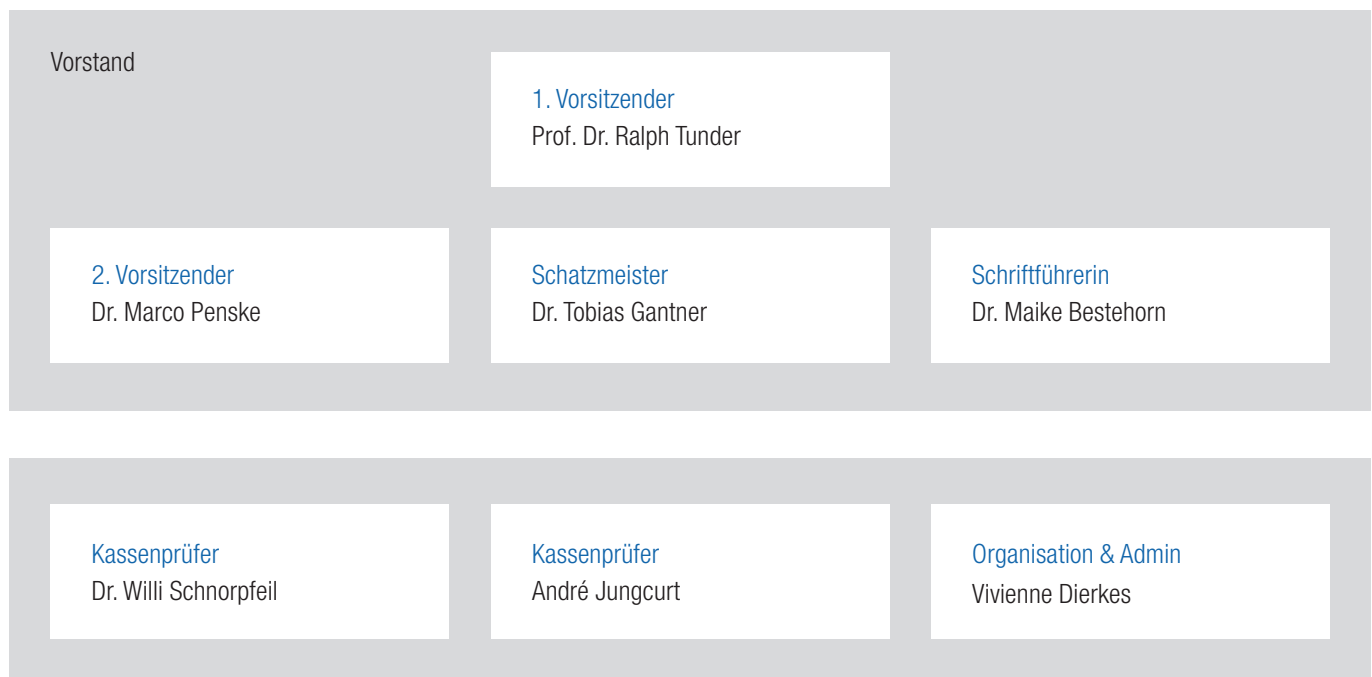 Vorstand
1. Vorsitzender
Prof. Dr. Ralph Tunder
2. Vorsitzender
Dr. Marco Penske
Schatzmeister
Dr. Tobias Gantner
Schriftführerin
Dr. Maike Bestehorn
Kassenprüfer
Dr. Willi Schnorpfeil
Kassenprüfer
André Jungcurt
Organisation & Admin
Vivienne Dierkes